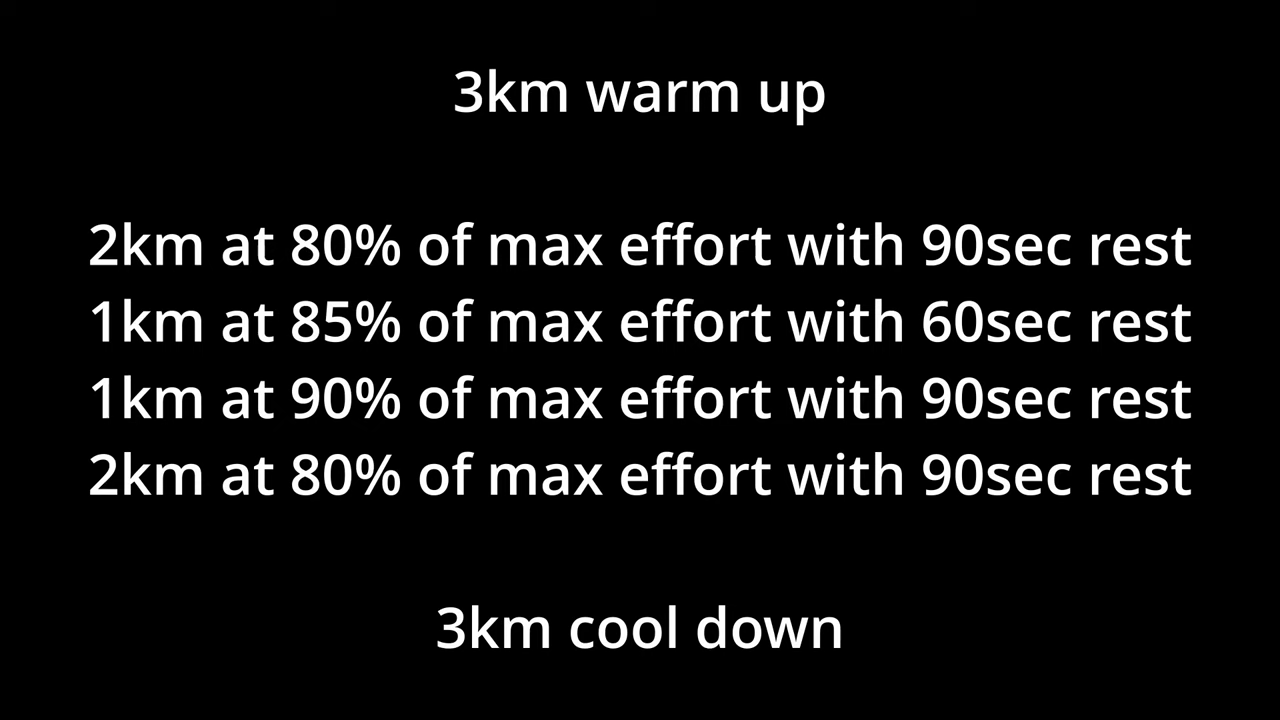 3km warm up
2km at 80% of max effort with 90sec rest
1km at 85% of max effort with 60sec rest
1km at 90% of max effort with 90sec rest
2km at 80% of max effort with 90sec rest
3km cool down